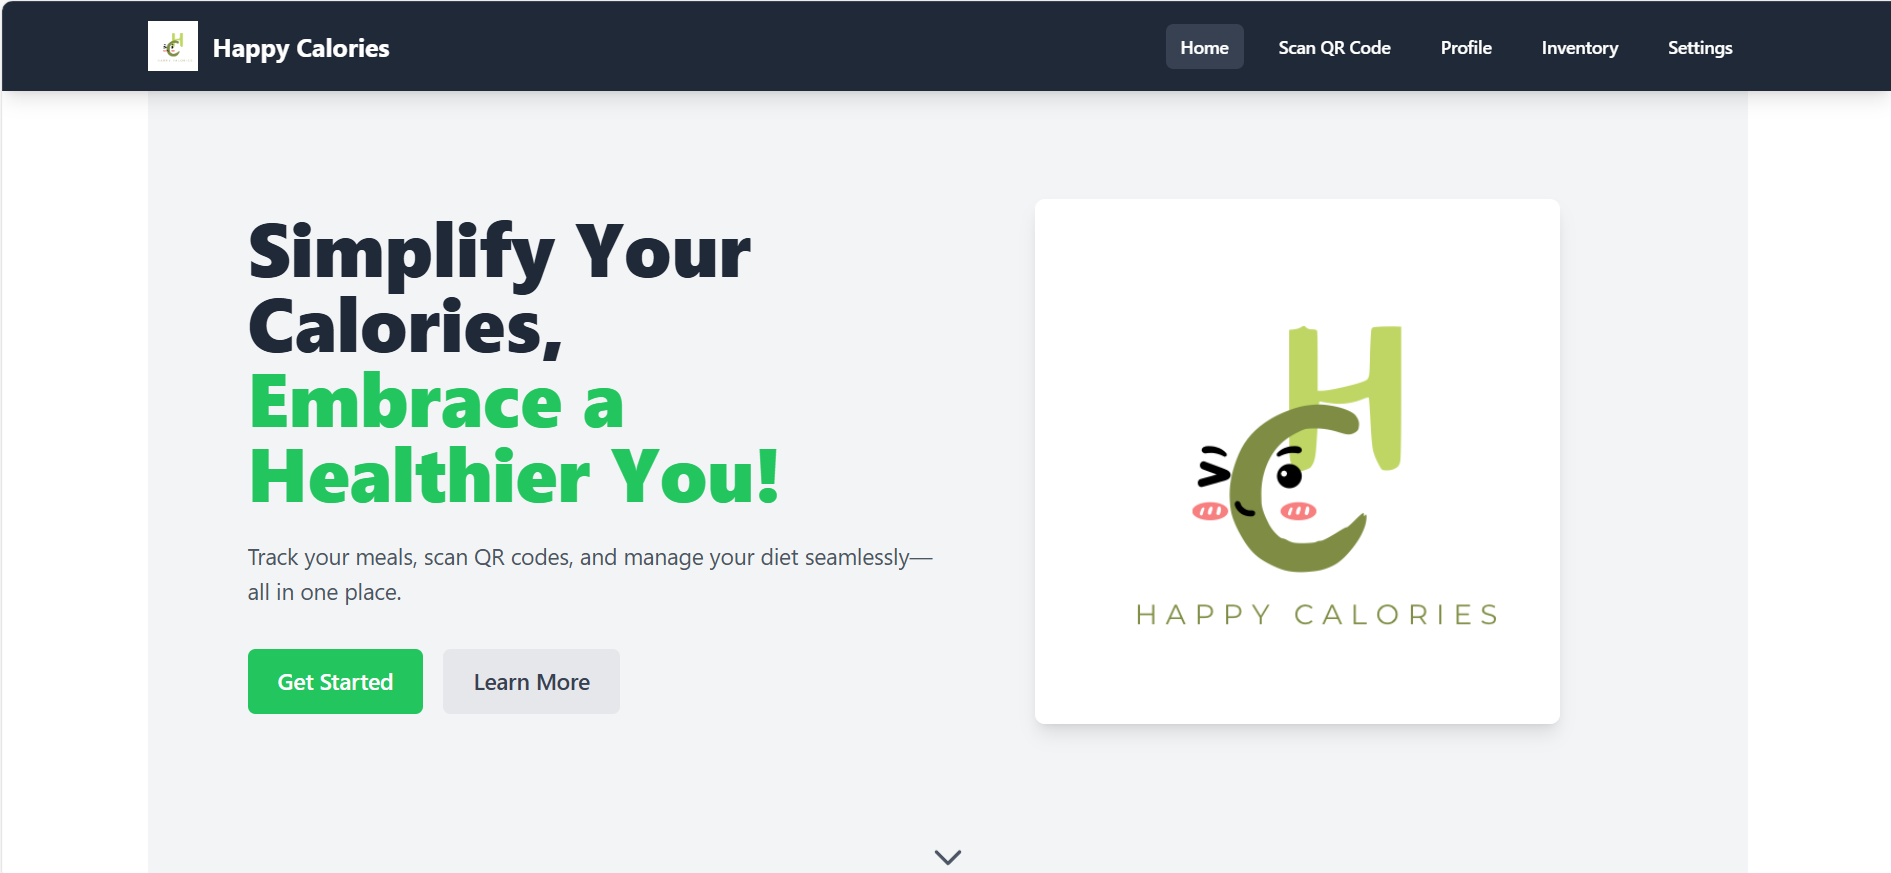 Happy Calories
Home
Scan QR Code
Profile
Inventory
Settings
Simplify Your
Calories,
Embrace a
Healthier You!
Track your meals, scan QR codes, and manage your diet seamlessly—
all in one place.
Get Started
Learn More
H
C
HAPPY CALORIES